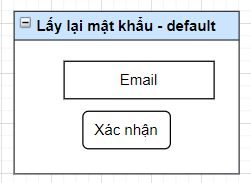 Lấy lại mật khẩu - default
Email
Xác nhận